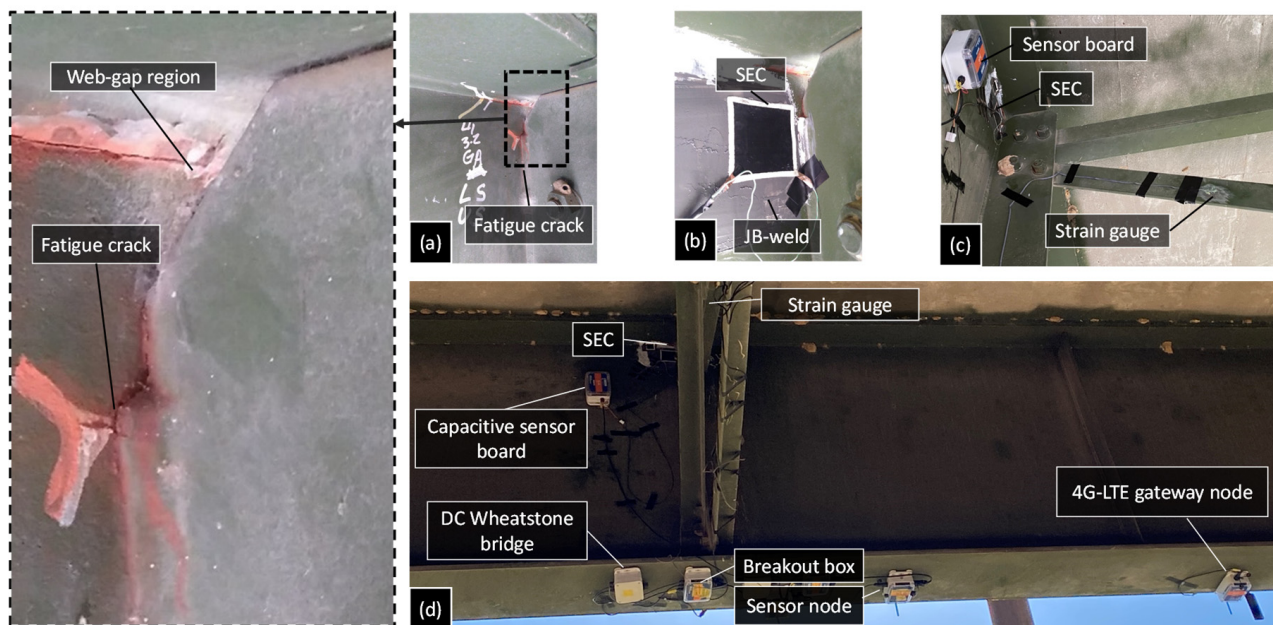 Web-gap region
Fatigue crack
3.2
GA
LS
Fatigue crack
(a)
SEC
JB-weld
(b)
Sensor board
SEC
Strain gauge
(c)
Strain gauge
SEC
Capacitive sensor
board
DC Wheatstone
bridge
Breakout box
Sensor node
4G-LTE gateway node
(d)